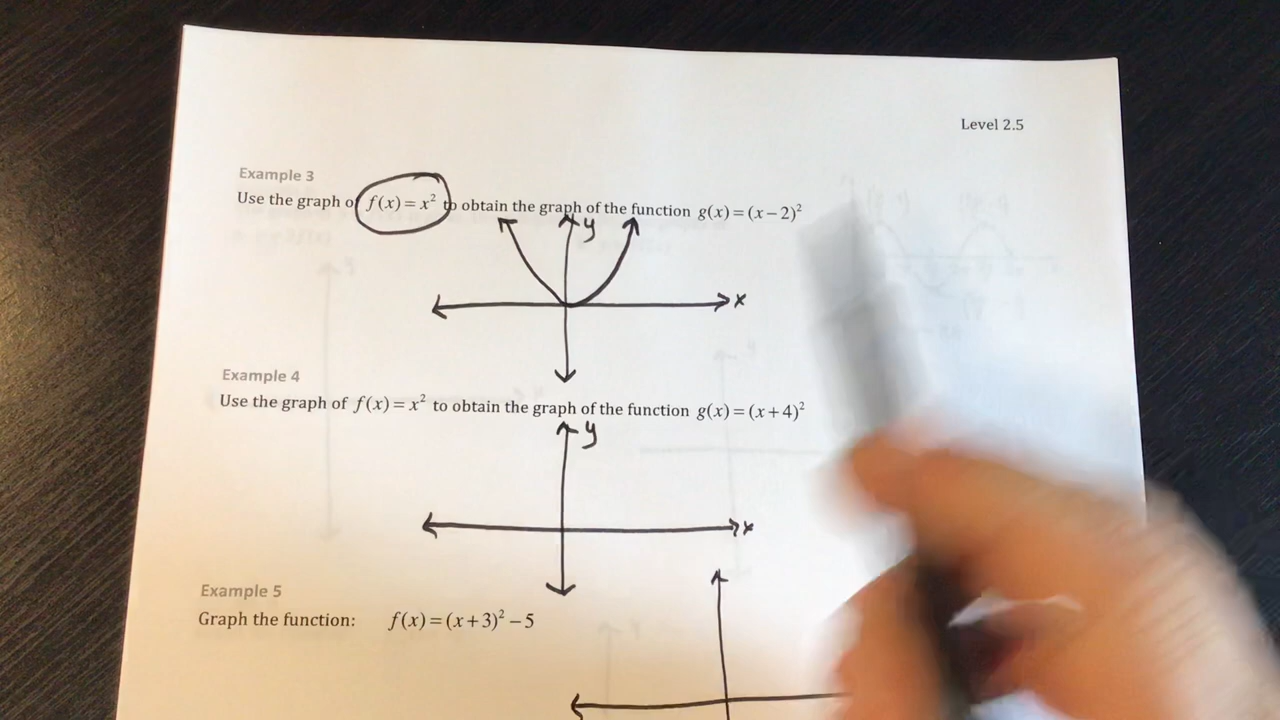 Level 2.5
Example 3
Use the graph of f(x) = x² to obtain the graph of the function g(x) = (x − 2)²
y
x
Example 4
Use the graph of f(x) = x² to obtain the graph of the function g(x) = (x + 4)²
y
x
Example 5
Graph the function: f(x) = (x + 3)² − 5